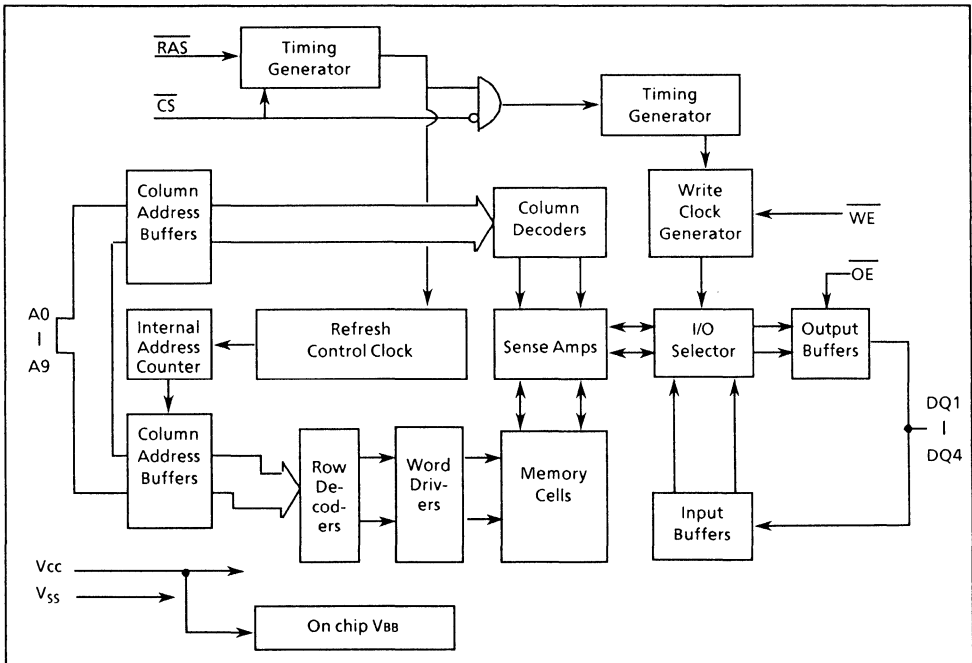 RAS
Timing
Generator
CS
Timing
Generator
Column
Address
Buffers
Column
Decoders
Write
Clock
Generator
WE
OE
A0
|
A9
Internal
Address
Counter
Refresh
Control Clock
Sense Amps
I/O
Selector
Output
Buffers
DQ1
|
DQ4
Column
Address
Buffers
Row
De-
cod-
ers
Word
Driv-
ers
Memory
Cells
Input
Buffers
Vcc
Vss
On chip VBB